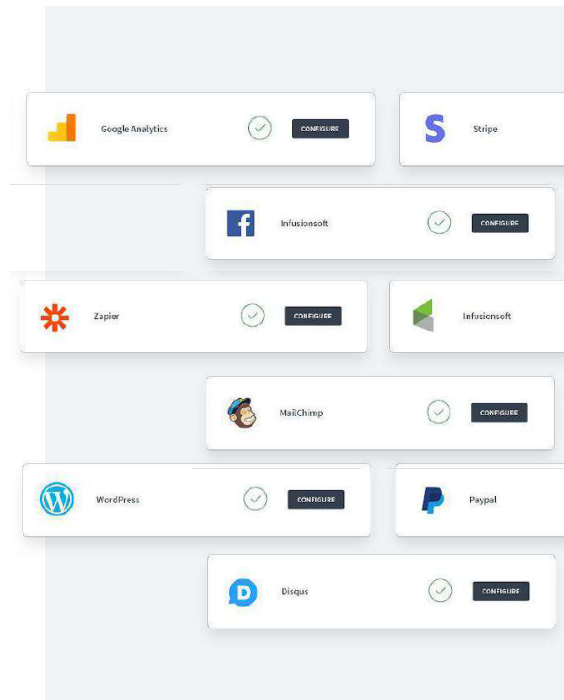 Google Analytics CONFIGURE Stripe
Infusionsoft CONFIGURE
Zapier CONFIGURE Infusionsoft
MailChimp CONFIGURE
WordPress CONFIGURE Paypal
Disqus CONFIGURE